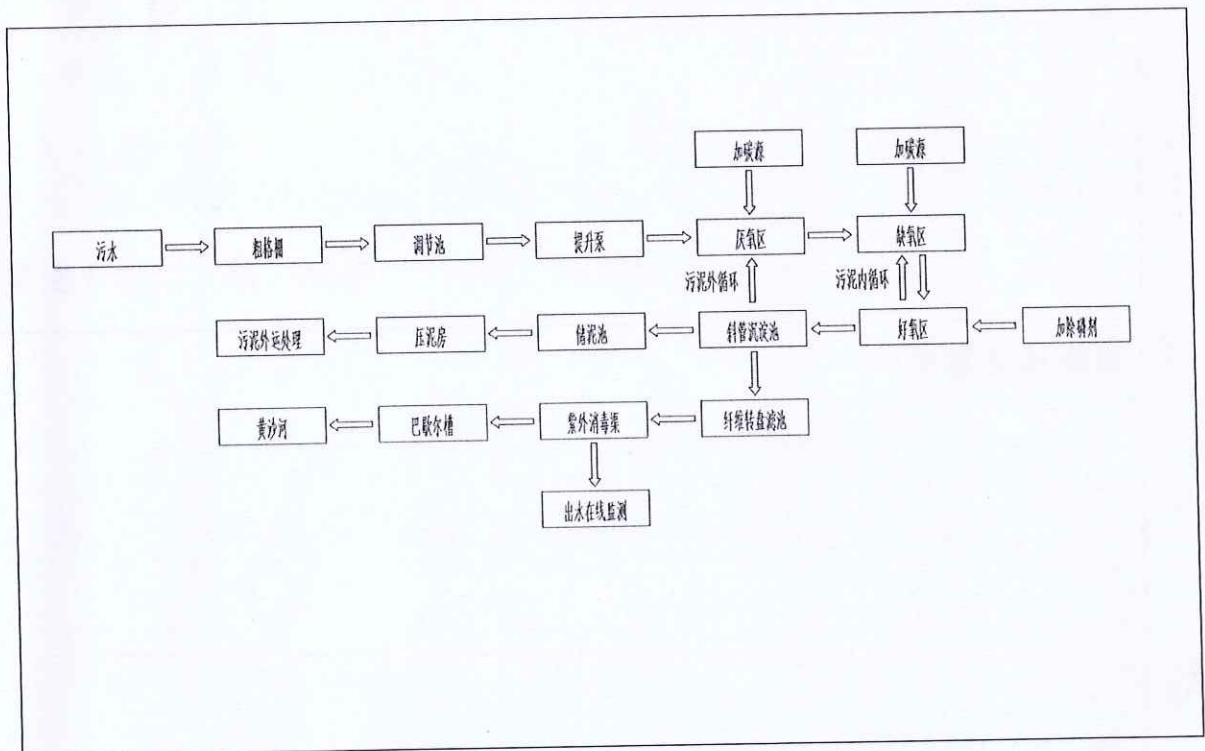 加碳源
加碳源
污水
粗格栅
调节池
提升泵
厌氧区
缺氧区
污泥外循环
污泥内循环
污泥外运处理
压泥房
储泥池
斜管沉淀池
好氧区
加除磷剂
黄沙河
巴歇尔槽
紫外消毒渠
纤维转盘滤池
出水在线监测